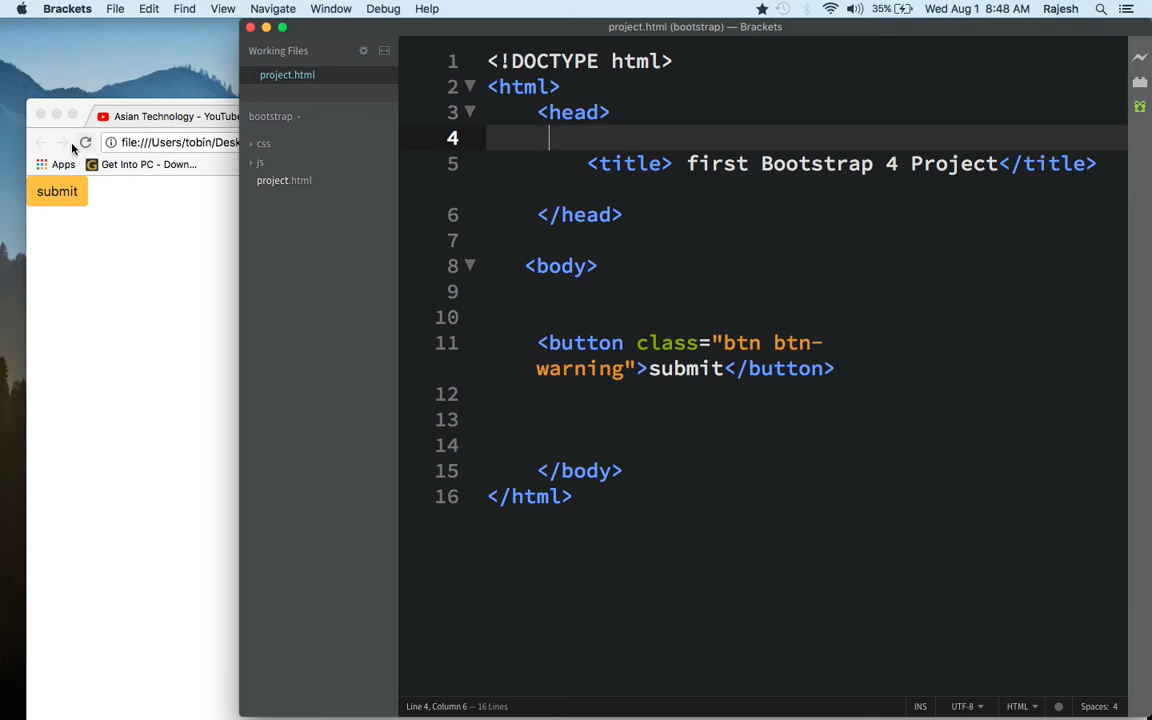 Brackets File Edit Find View Navigate Window Debug Help 35% Wed Aug 1 8:48 AM Rajesh
project.html (bootstrap) — Brackets
Working Files
project.html
bootstrap
css
js
project.html
Asian Technology - YouTube
file:///Users/tobin/Desk
Apps Get Into PC - Down...
submit
1 <!DOCTYPE html>
2 <html>
3 <head>
4
5 <title> first Bootstrap 4 Project</title>
6 </head>
7
8 <body>
9
10
11 <button class="btn btn-
warning">submit</button>
12
13
14
15 </body>
16 </html>
Line 4, Column 6 — 16 Lines
INS UTF-8 HTML Spaces: 4